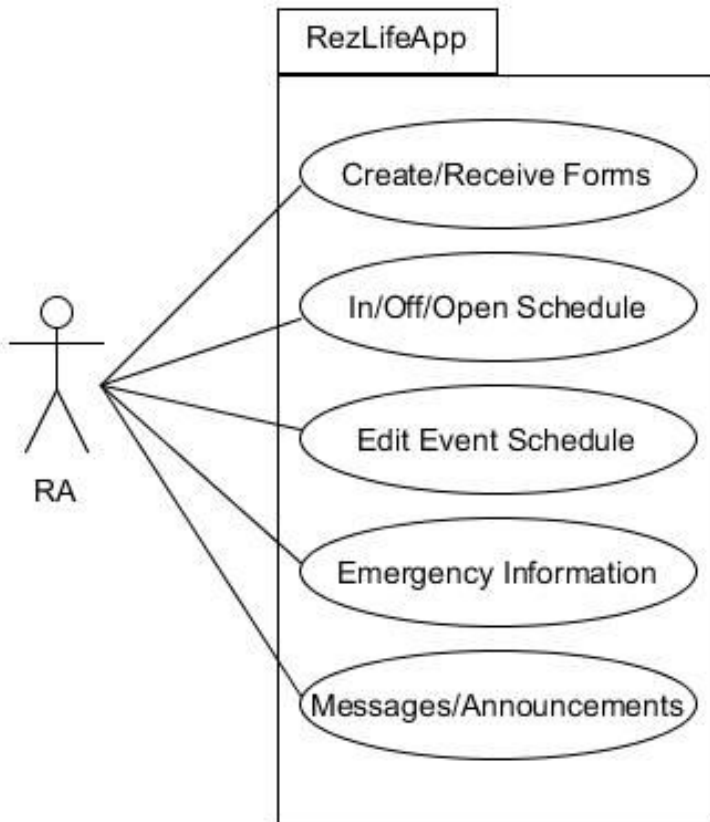 RezLifeApp
Create/Receive Forms
In/Off/Open Schedule
Edit Event Schedule
RA
Emergency Information
Messages/Announcements